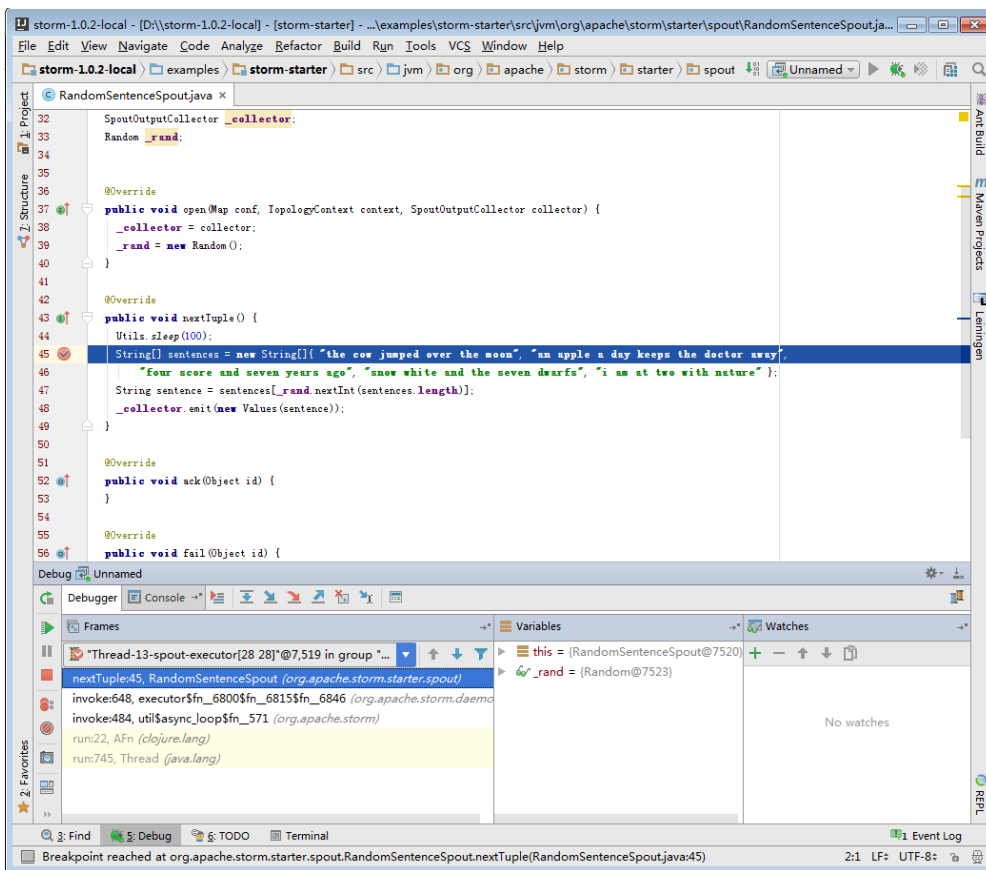 storm-1.0.2-local - [D:\\storm-1.0.2-local] - [storm-starter] - ...\examples\storm-starter\src\jvm\org\apache\storm\starter\spout\RandomSentenceSpout.ja...
File Edit View Navigate Code Analyze Refactor Build Run Tools VCS Window Help
storm-1.0.2-local examples storm-starter src jvm org apache storm starter spout Unnamed
RandomSentenceSpout.java ×
1: Project
7: Structure
2: Favorites
Ant Build
Maven Projects
Leiningen
REPL
32 SpoutOutputCollector _collector;
33 Random _rand;
34
35
36 @Override
37 public void open(Map conf, TopologyContext context, SpoutOutputCollector collector) {
38 _collector = collector;
39 _rand = new Random();
40 }
41
42 @Override
43 public void nextTuple() {
44 Utils.sleep(100);
45 String[] sentences = new String[]{ "the cow jumped over the moon", "an apple a day keeps the doctor away",
46 "four score and seven years ago", "snow white and the seven dwarfs", "i am at two with nature" };
47 String sentence = sentences[_rand.nextInt(sentences.length)];
48 _collector.emit(new Values(sentence));
49 }
50
51 @Override
52 public void ack(Object id) {
53 }
54
55 @Override
56 public void fail(Object id) {
Debug Unnamed
Debugger Console
Frames
"Thread-13-spout-executor[28 28]"@7,519 in group "...
nextTuple:45, RandomSentenceSpout (org.apache.storm.starter.spout)
invoke:648, executor$fn__6800$fn__6815$fn__6846 (org.apache.storm.daemo
invoke:484, util$async_loop$fn__571 (org.apache.storm)
run:22, AFn (clojure.lang)
run:745, Thread (java.lang)
Variables
this = {RandomSentenceSpout@7520}
_rand = {Random@7523}
Watches
No watches
3: Find 5: Debug 6: TODO Terminal 1 Event Log
Breakpoint reached at org.apache.storm.starter.spout.RandomSentenceSpout.nextTuple(RandomSentenceSpout.java:45) 2:1 LF UTF-8